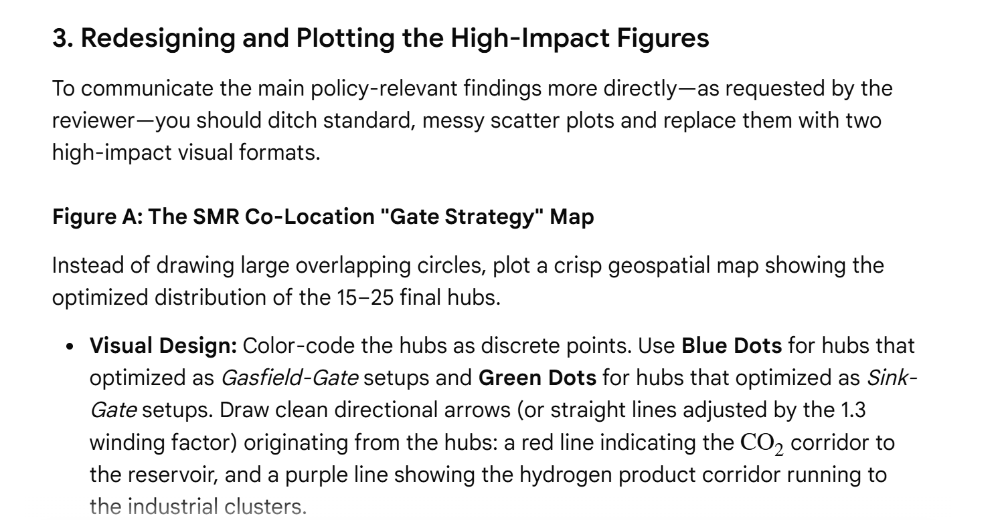 3. Redesigning and Plotting the High-Impact Figures
To communicate the main policy-relevant findings more directly—as requested by the
reviewer—you should ditch standard, messy scatter plots and replace them with two
high-impact visual formats.
Figure A: The SMR Co-Location "Gate Strategy" Map
Instead of drawing large overlapping circles, plot a crisp geospatial map showing the
optimized distribution of the 15–25 final hubs.
• Visual Design: Color-code the hubs as discrete points. Use Blue Dots for hubs that
optimized as Gasfield-Gate setups and Green Dots for hubs that optimized as Sink-
Gate setups. Draw clean directional arrows (or straight lines adjusted by the 1.3
winding factor) originating from the hubs: a red line indicating the CO₂ corridor to
the reservoir, and a purple line showing the hydrogen product corridor running to
the industrial clusters.